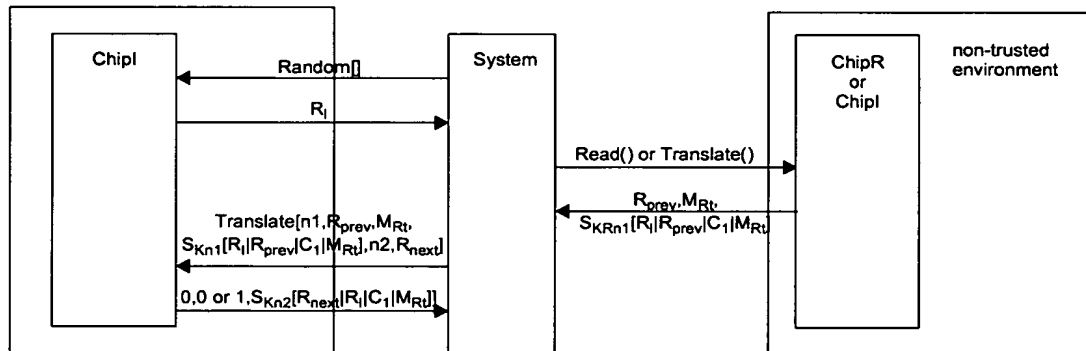 ChipI
System
ChipR
or
ChipI
non-trusted
environment
Random[]
R_I
Read() or Translate()
R_prev,M_Rt,
S_KRn1[R_I|R_prev|C_1|M_Rt]
Translate[n1,R_prev,M_Rt,
S_Kn1[R_I|R_prev|C_1|M_Rt],n2,R_next]
0,0 or 1,S_Kn2[R_next|R_I|C_1|M_Rt]]